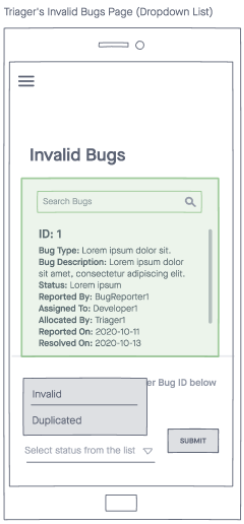 Triager's Invalid Bugs Page (Dropdown List)
Invalid Bugs
Search Bugs
ID: 1
Bug Type: Lorem ipsum dolor sit.
Bug Description: Lorem ipsum dolor
sit amet, consectetur adipiscing elit.
Status: Lorem ipsum
Reported By: BugReporter1
Assigned To: Developer1
Allocated By: Triager1
Reported On: 2020-10-11
Resolved On: 2020-10-13
er Bug ID below
Invalid
Duplicated
Select status from the list
SUBMIT